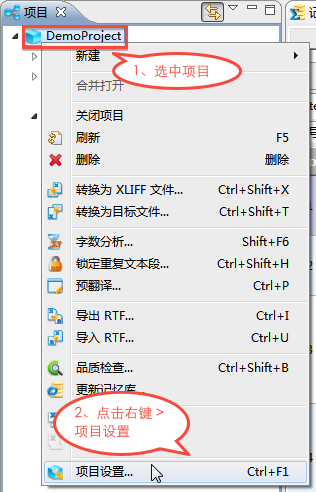 项目
DemoProject
新建
1、选中项目
合并打开
关闭项目
刷新 F5
删除 删除
转换为 XLIFF 文件... Ctrl+Shift+X
转换为目标文件... Ctrl+Shift+T
字数分析... Shift+F6
锁定重复文本段... Ctrl+Shift+H
预翻译... Ctrl+P
导出 RTF... Ctrl+I
导入 RTF... Ctrl+U
品质检查... Ctrl+Shift+B
更新记忆库...
2、点击右键 >
项目设置
项目设置... Ctrl+F1